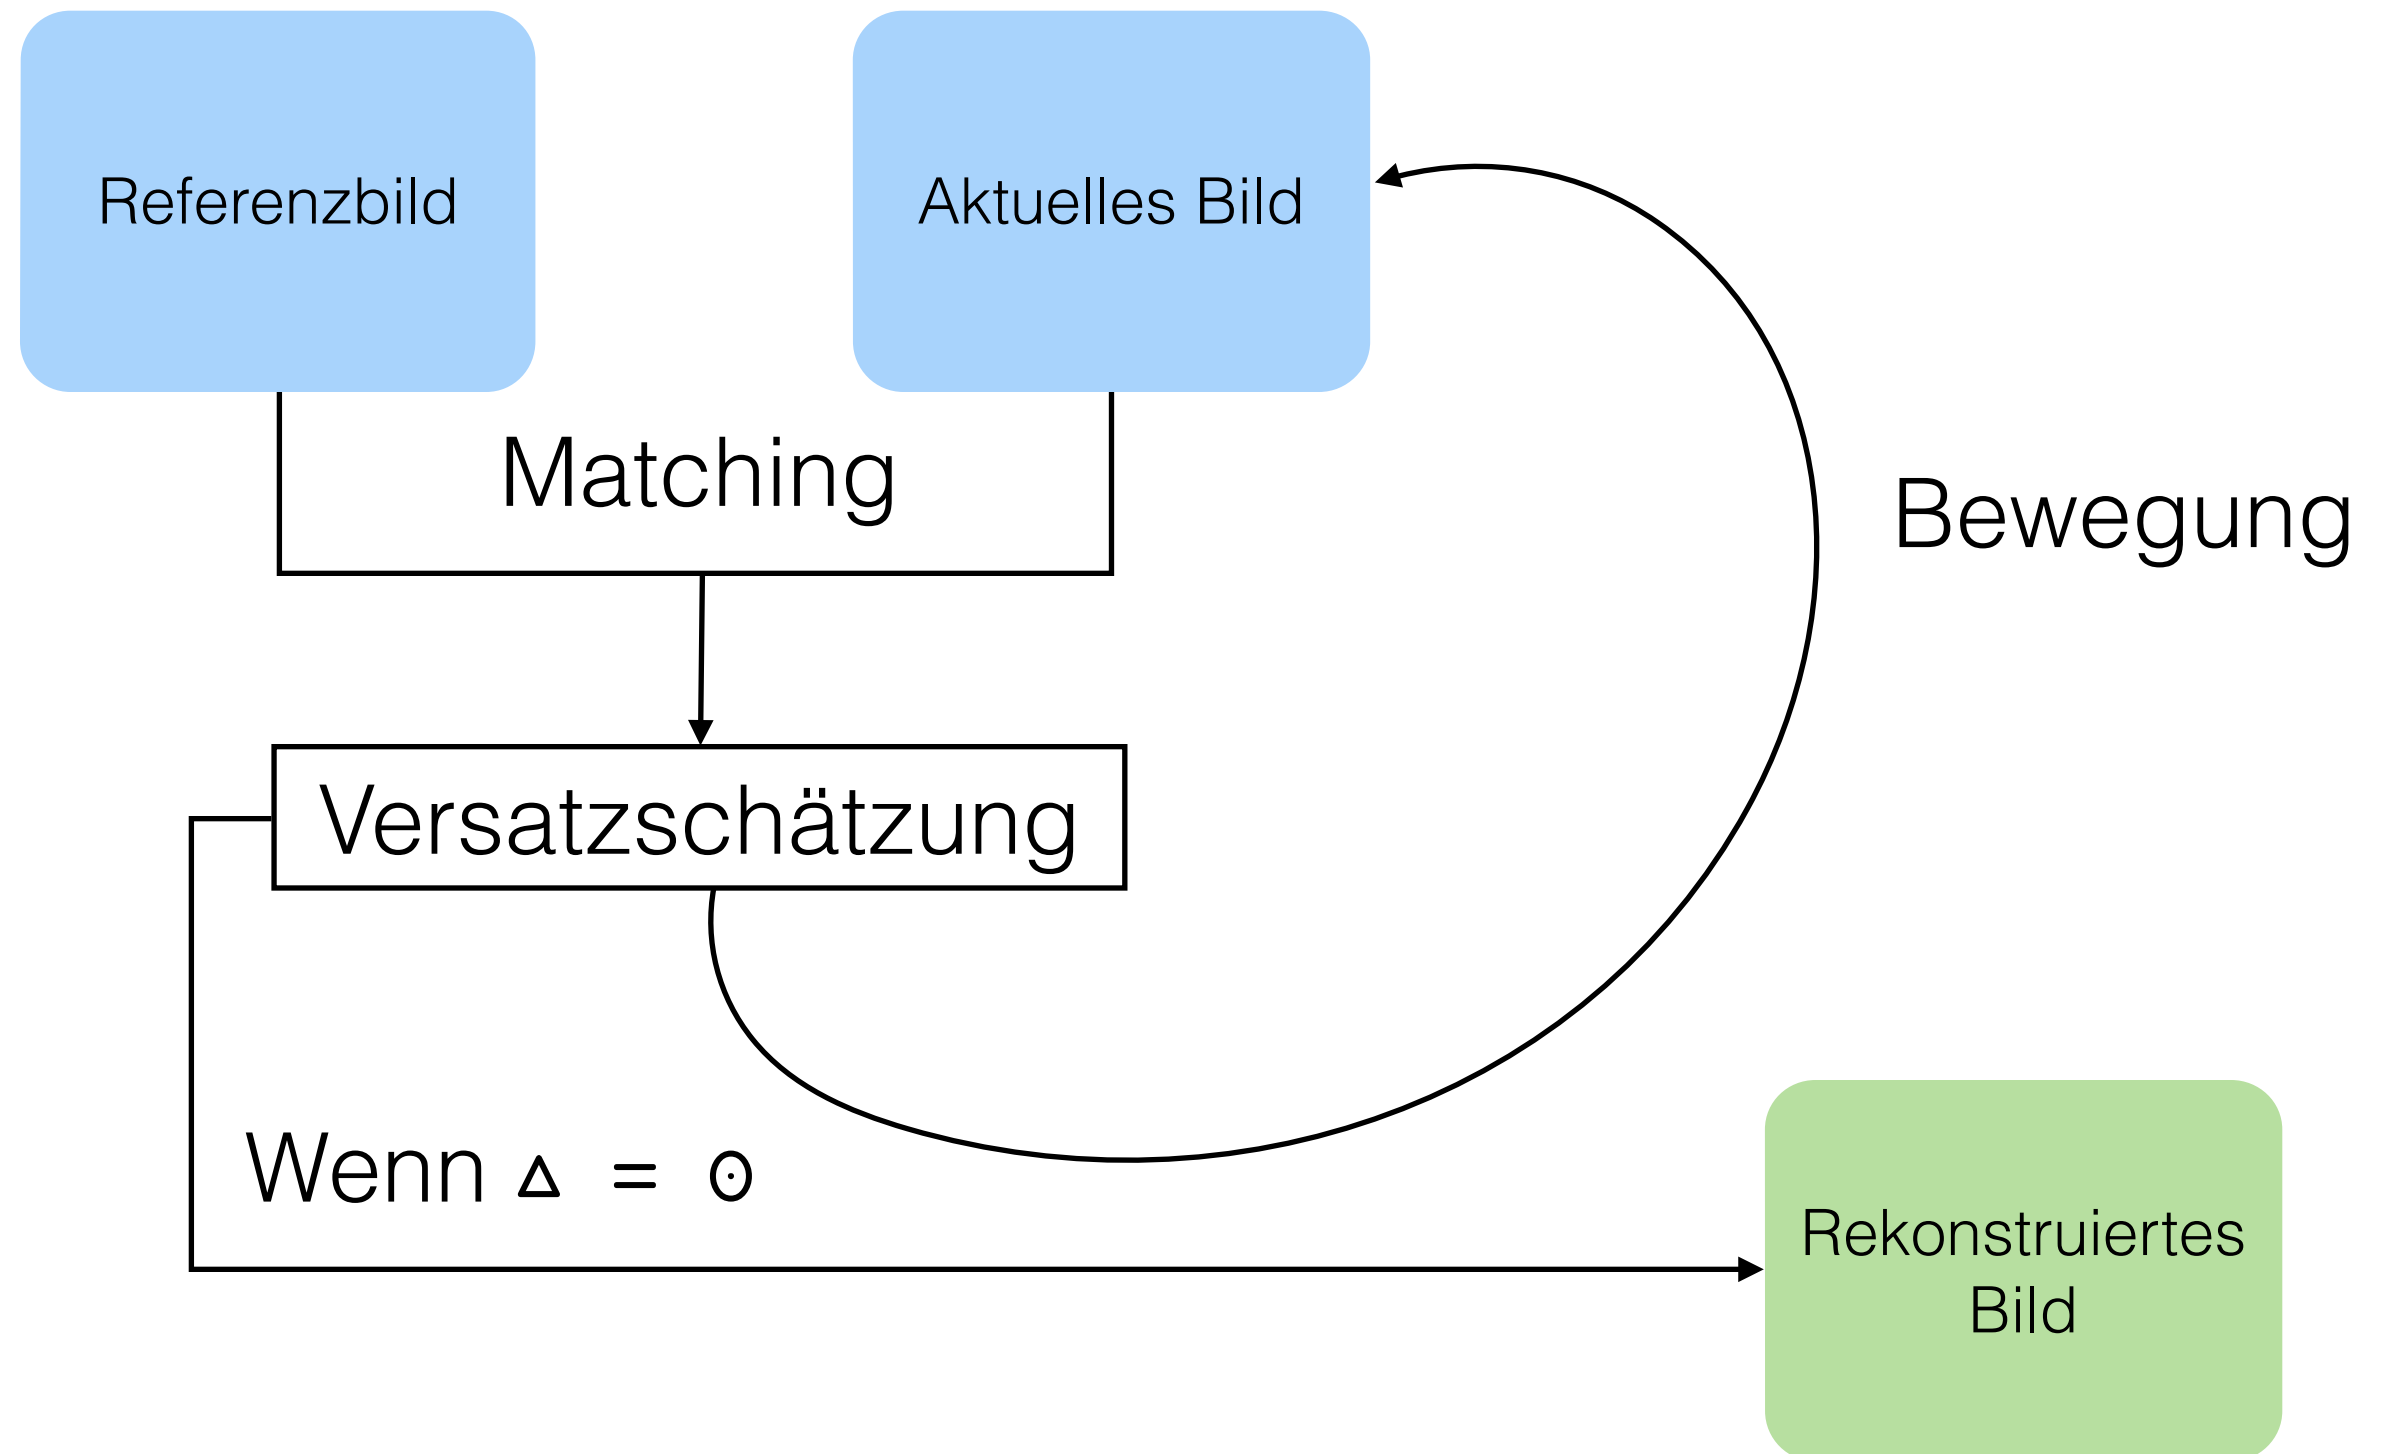 Referenzbild
Aktuelles Bild
Matching
Bewegung
Versatzschätzung
Wenn △ = 0
Rekonstruiertes
Bild